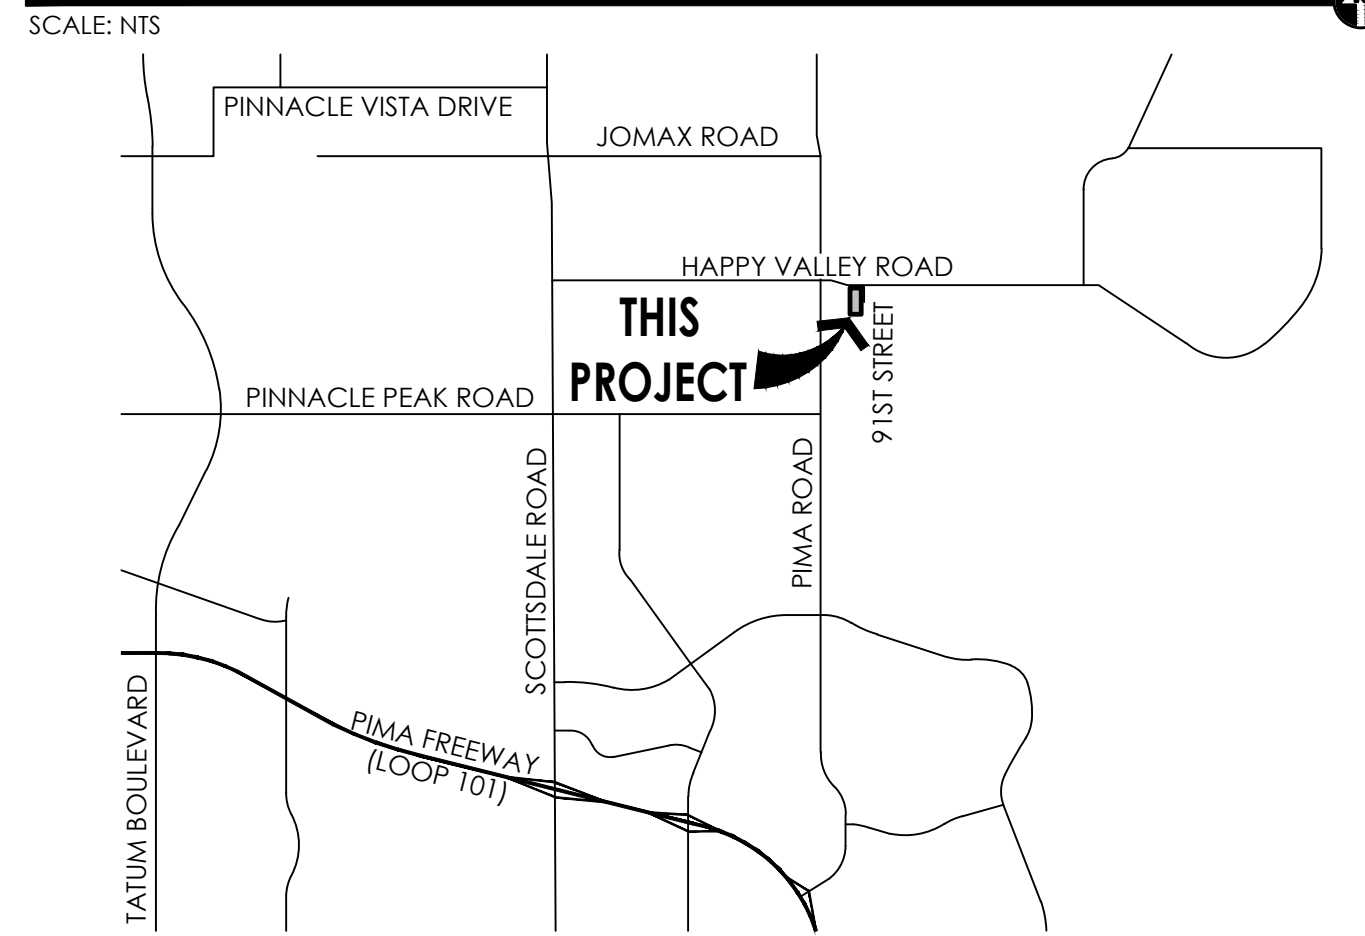 SCALE: NTS
PINNACLE VISTA DRIVE
JOMAX ROAD
HAPPY VALLEY ROAD
THIS
PROJECT
91ST STREET
PINNACLE PEAK ROAD
SCOTTSDALE ROAD
PIMA ROAD
TATUM BOULEVARD
PIMA FREEWAY
(LOOP 101)